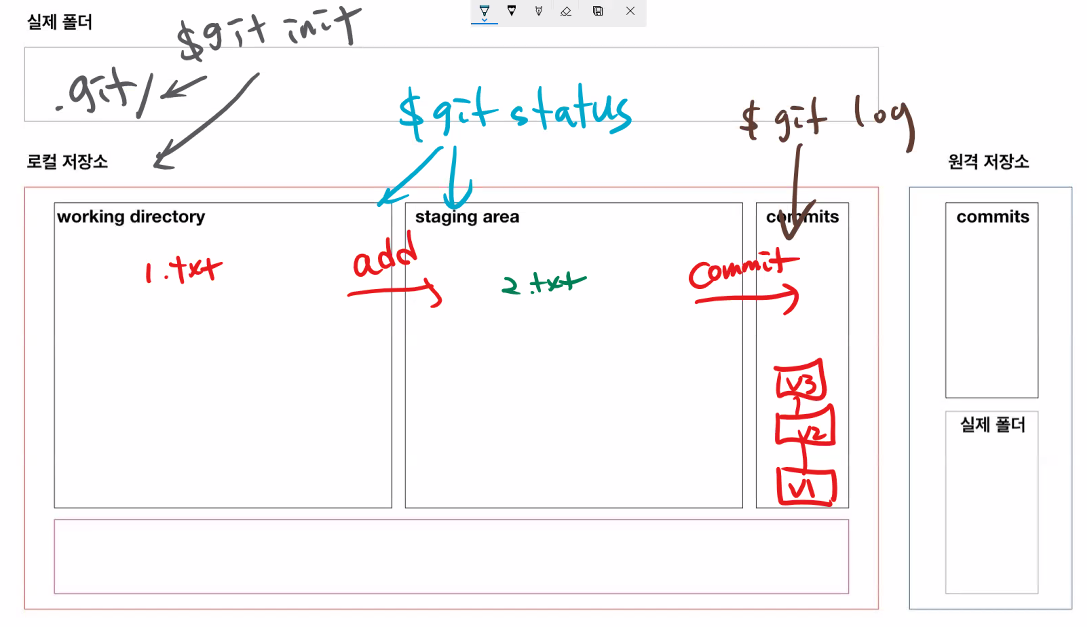 실제 폴더
$git init
.git/
$ git status
$ git log
로컬 저장소
원격 저장소
working directory
staging area
commits
commits
1.txt
add
2.txt
commit
v3
v2
v1
실제 폴더